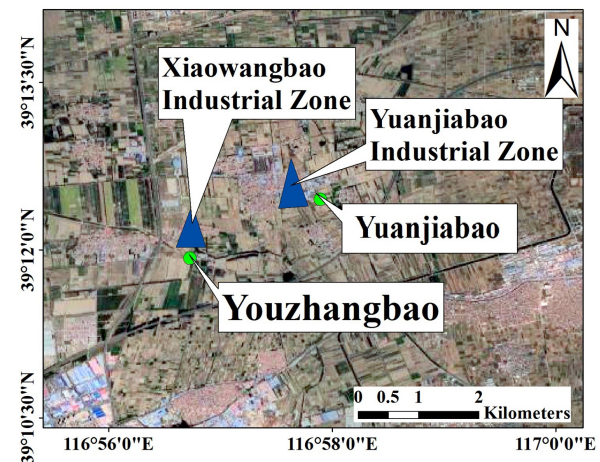 N
Xiaowangbao
Industrial Zone
Yuanjiabao
Industrial Zone
Yuanjiabao
Youzhangbao
39°13'30"N
39°12'0"N
39°10'30"N
0 0.5 1 2
Kilometers
116°56'0"E
116°58'0"E
117°0'0"E